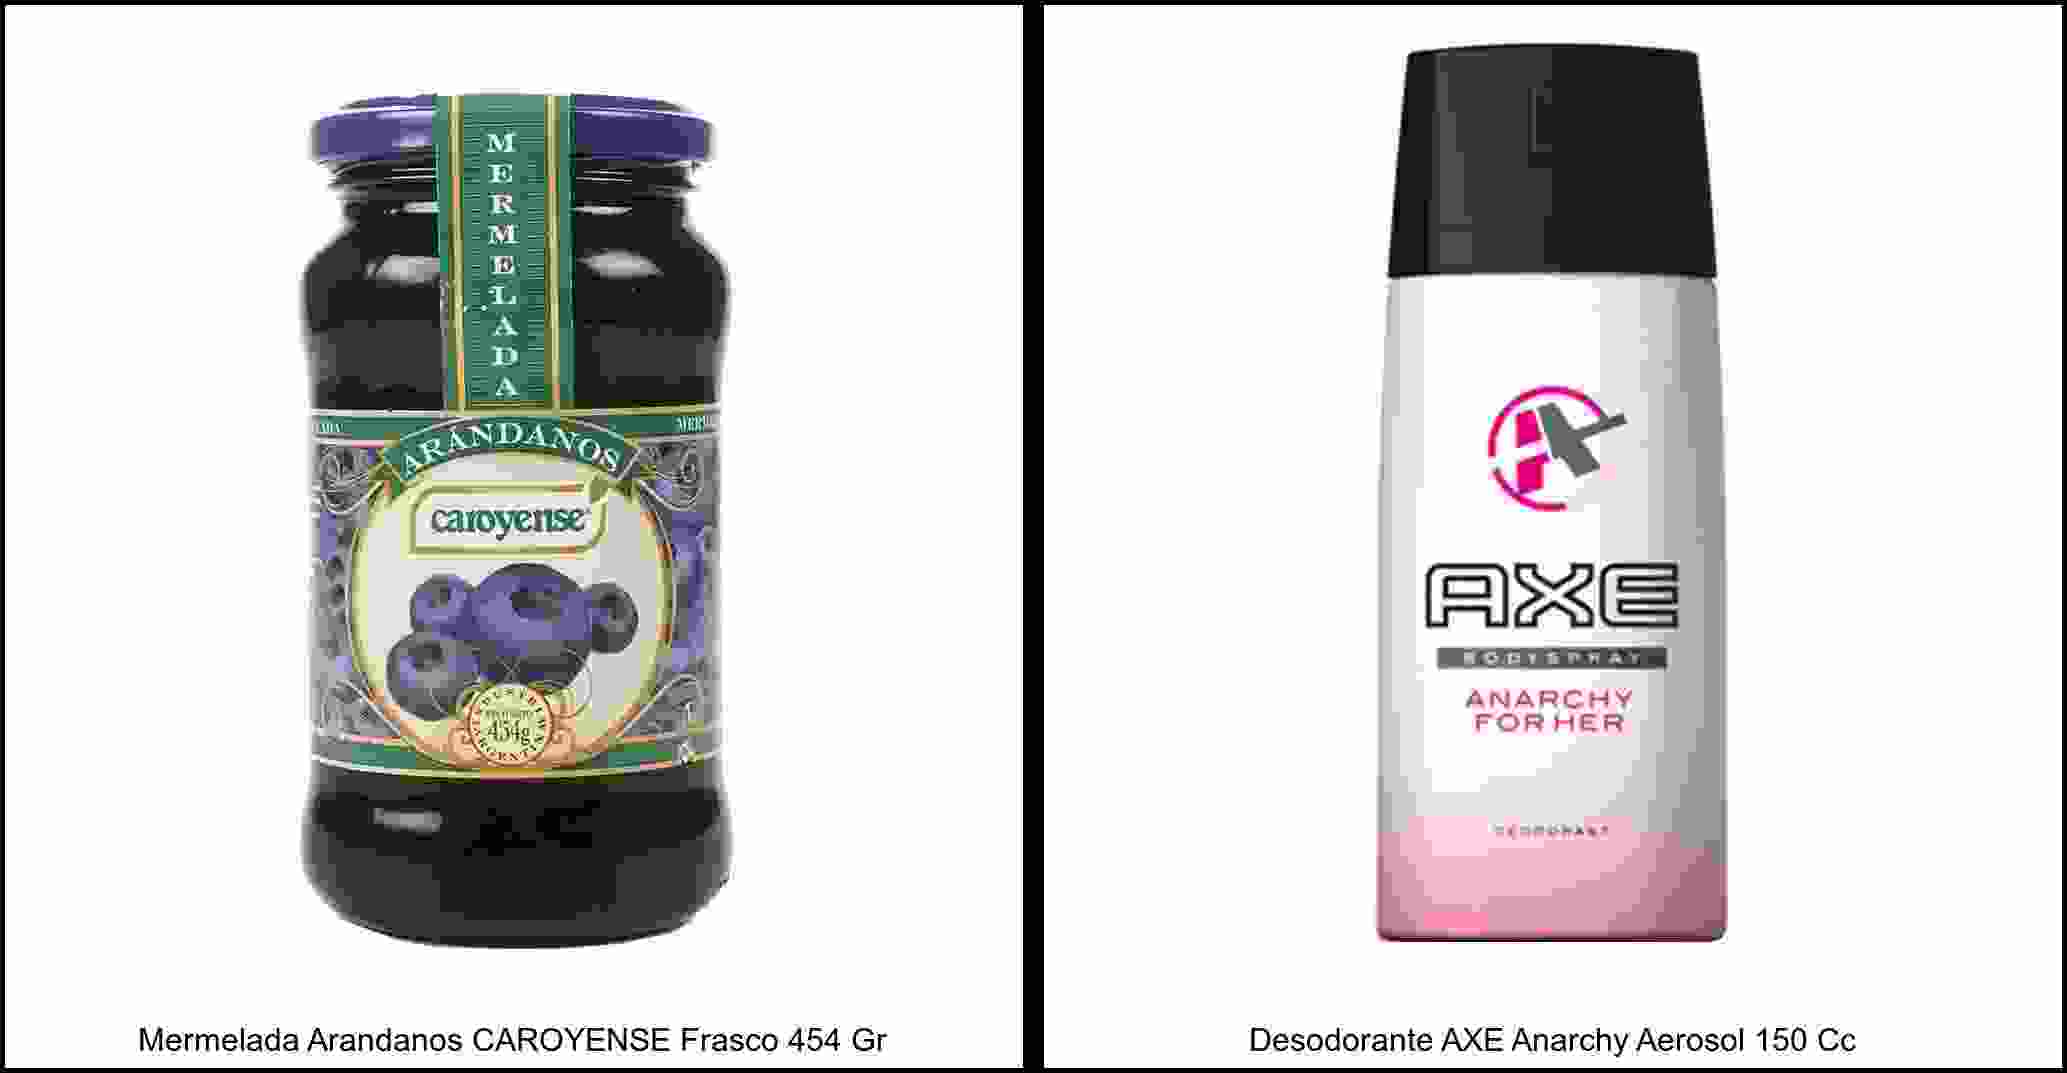 MERMELADA
ARÁNDANOS
caroyense
454g
Mermelada Arandanos CAROYENSE Frasco 454 Gr
AXE
BODYSPRAY
ANARCHY
FOR HER
DEODORANT
Desodorante AXE Anarchy Aerosol 150 Cc